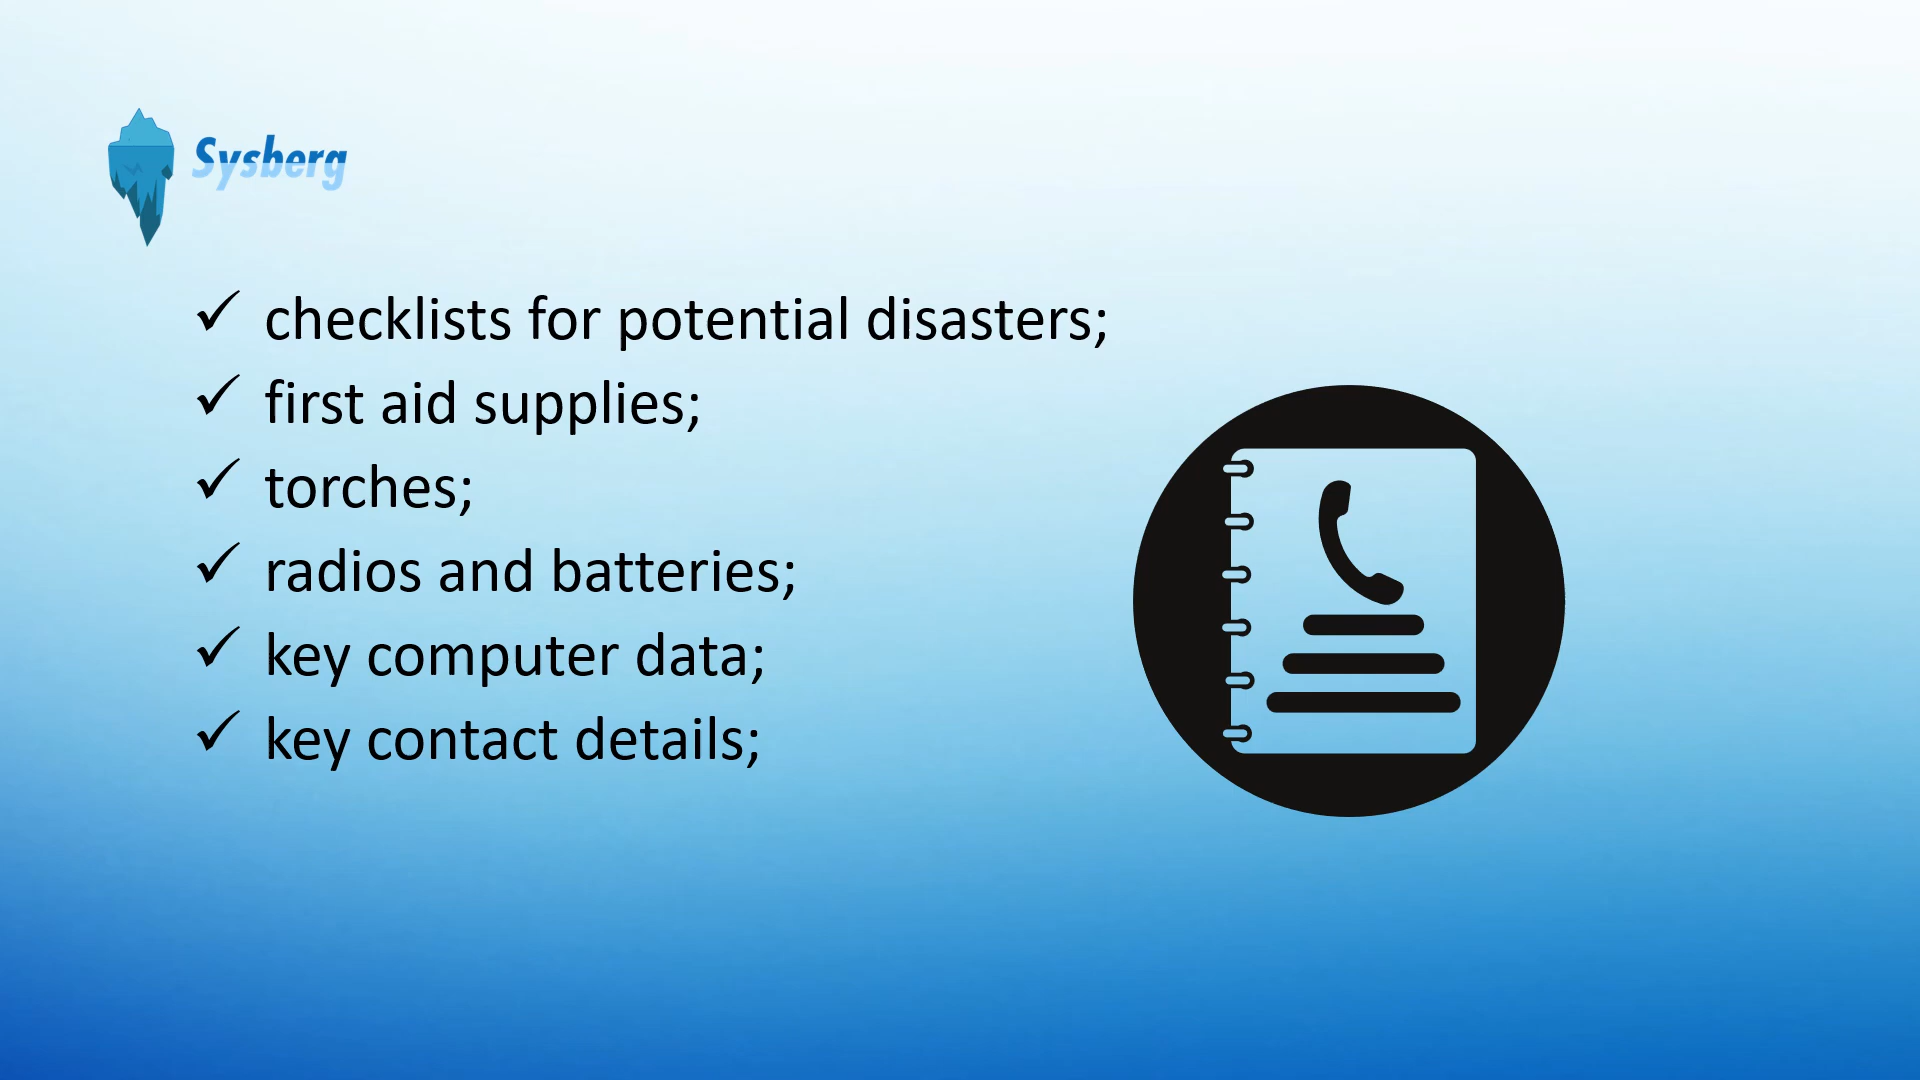 Sysberg
✓ checklists for potential disasters;
✓ first aid supplies;
✓ torches;
✓ radios and batteries;
✓ key computer data;
✓ key contact details;